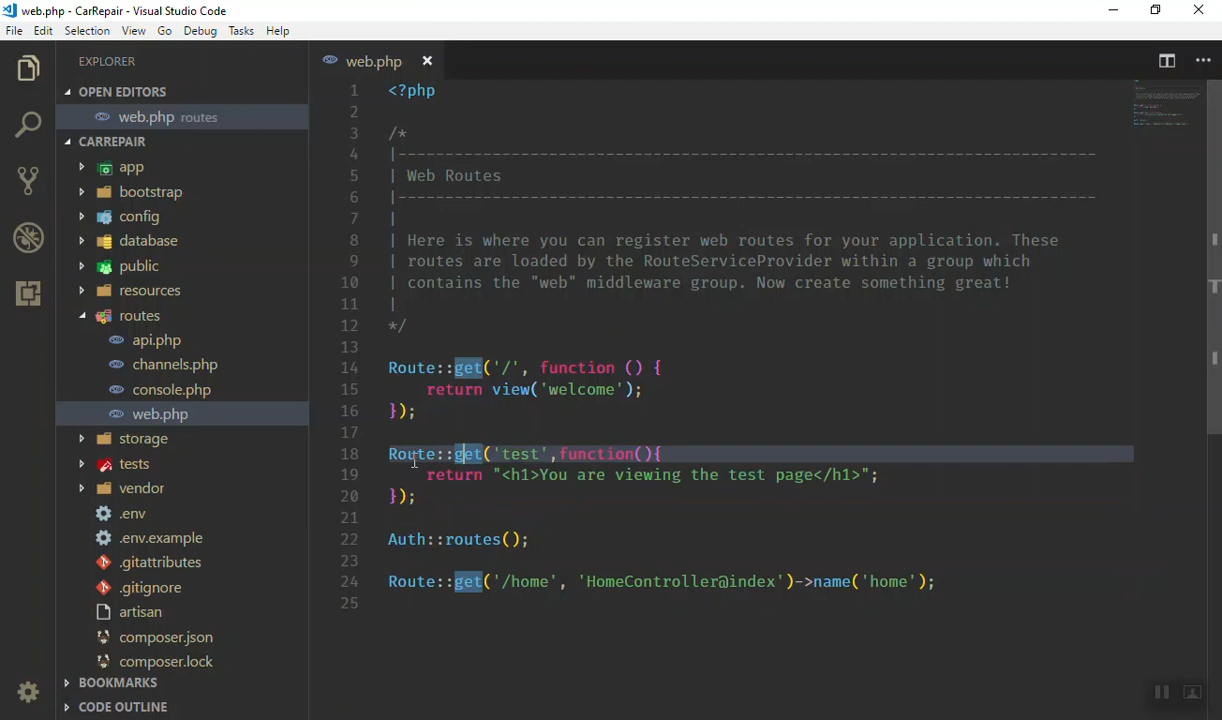 web.php - CarRepair - Visual Studio Code
File Edit Selection View Go Debug Tasks Help
EXPLORER
OPEN EDITORS
web.php routes
CARREPAIR
app
bootstrap
config
database
public
resources
routes
api.php
channels.php
console.php
web.php
storage
tests
vendor
.env
.env.example
.gitattributes
.gitignore
artisan
composer.json
composer.lock
BOOKMARKS
CODE OUTLINE
web.php
1 <?php
2
3 /*
4 |--------------------------------------------------------------------------
5 | Web Routes
6 |--------------------------------------------------------------------------
7 |
8 | Here is where you can register web routes for your application. These
9 | routes are loaded by the RouteServiceProvider within a group which
10 | contains the "web" middleware group. Now create something great!
11 |
12 */
13
14 Route::get('/', function () {
15 return view('welcome');
16 });
17
18 Route::get('test',function(){
19 return "<h1>You are viewing the test page</h1>";
20 });
21
22 Auth::routes();
23
24 Route::get('/home', 'HomeController@index')->name('home');
25